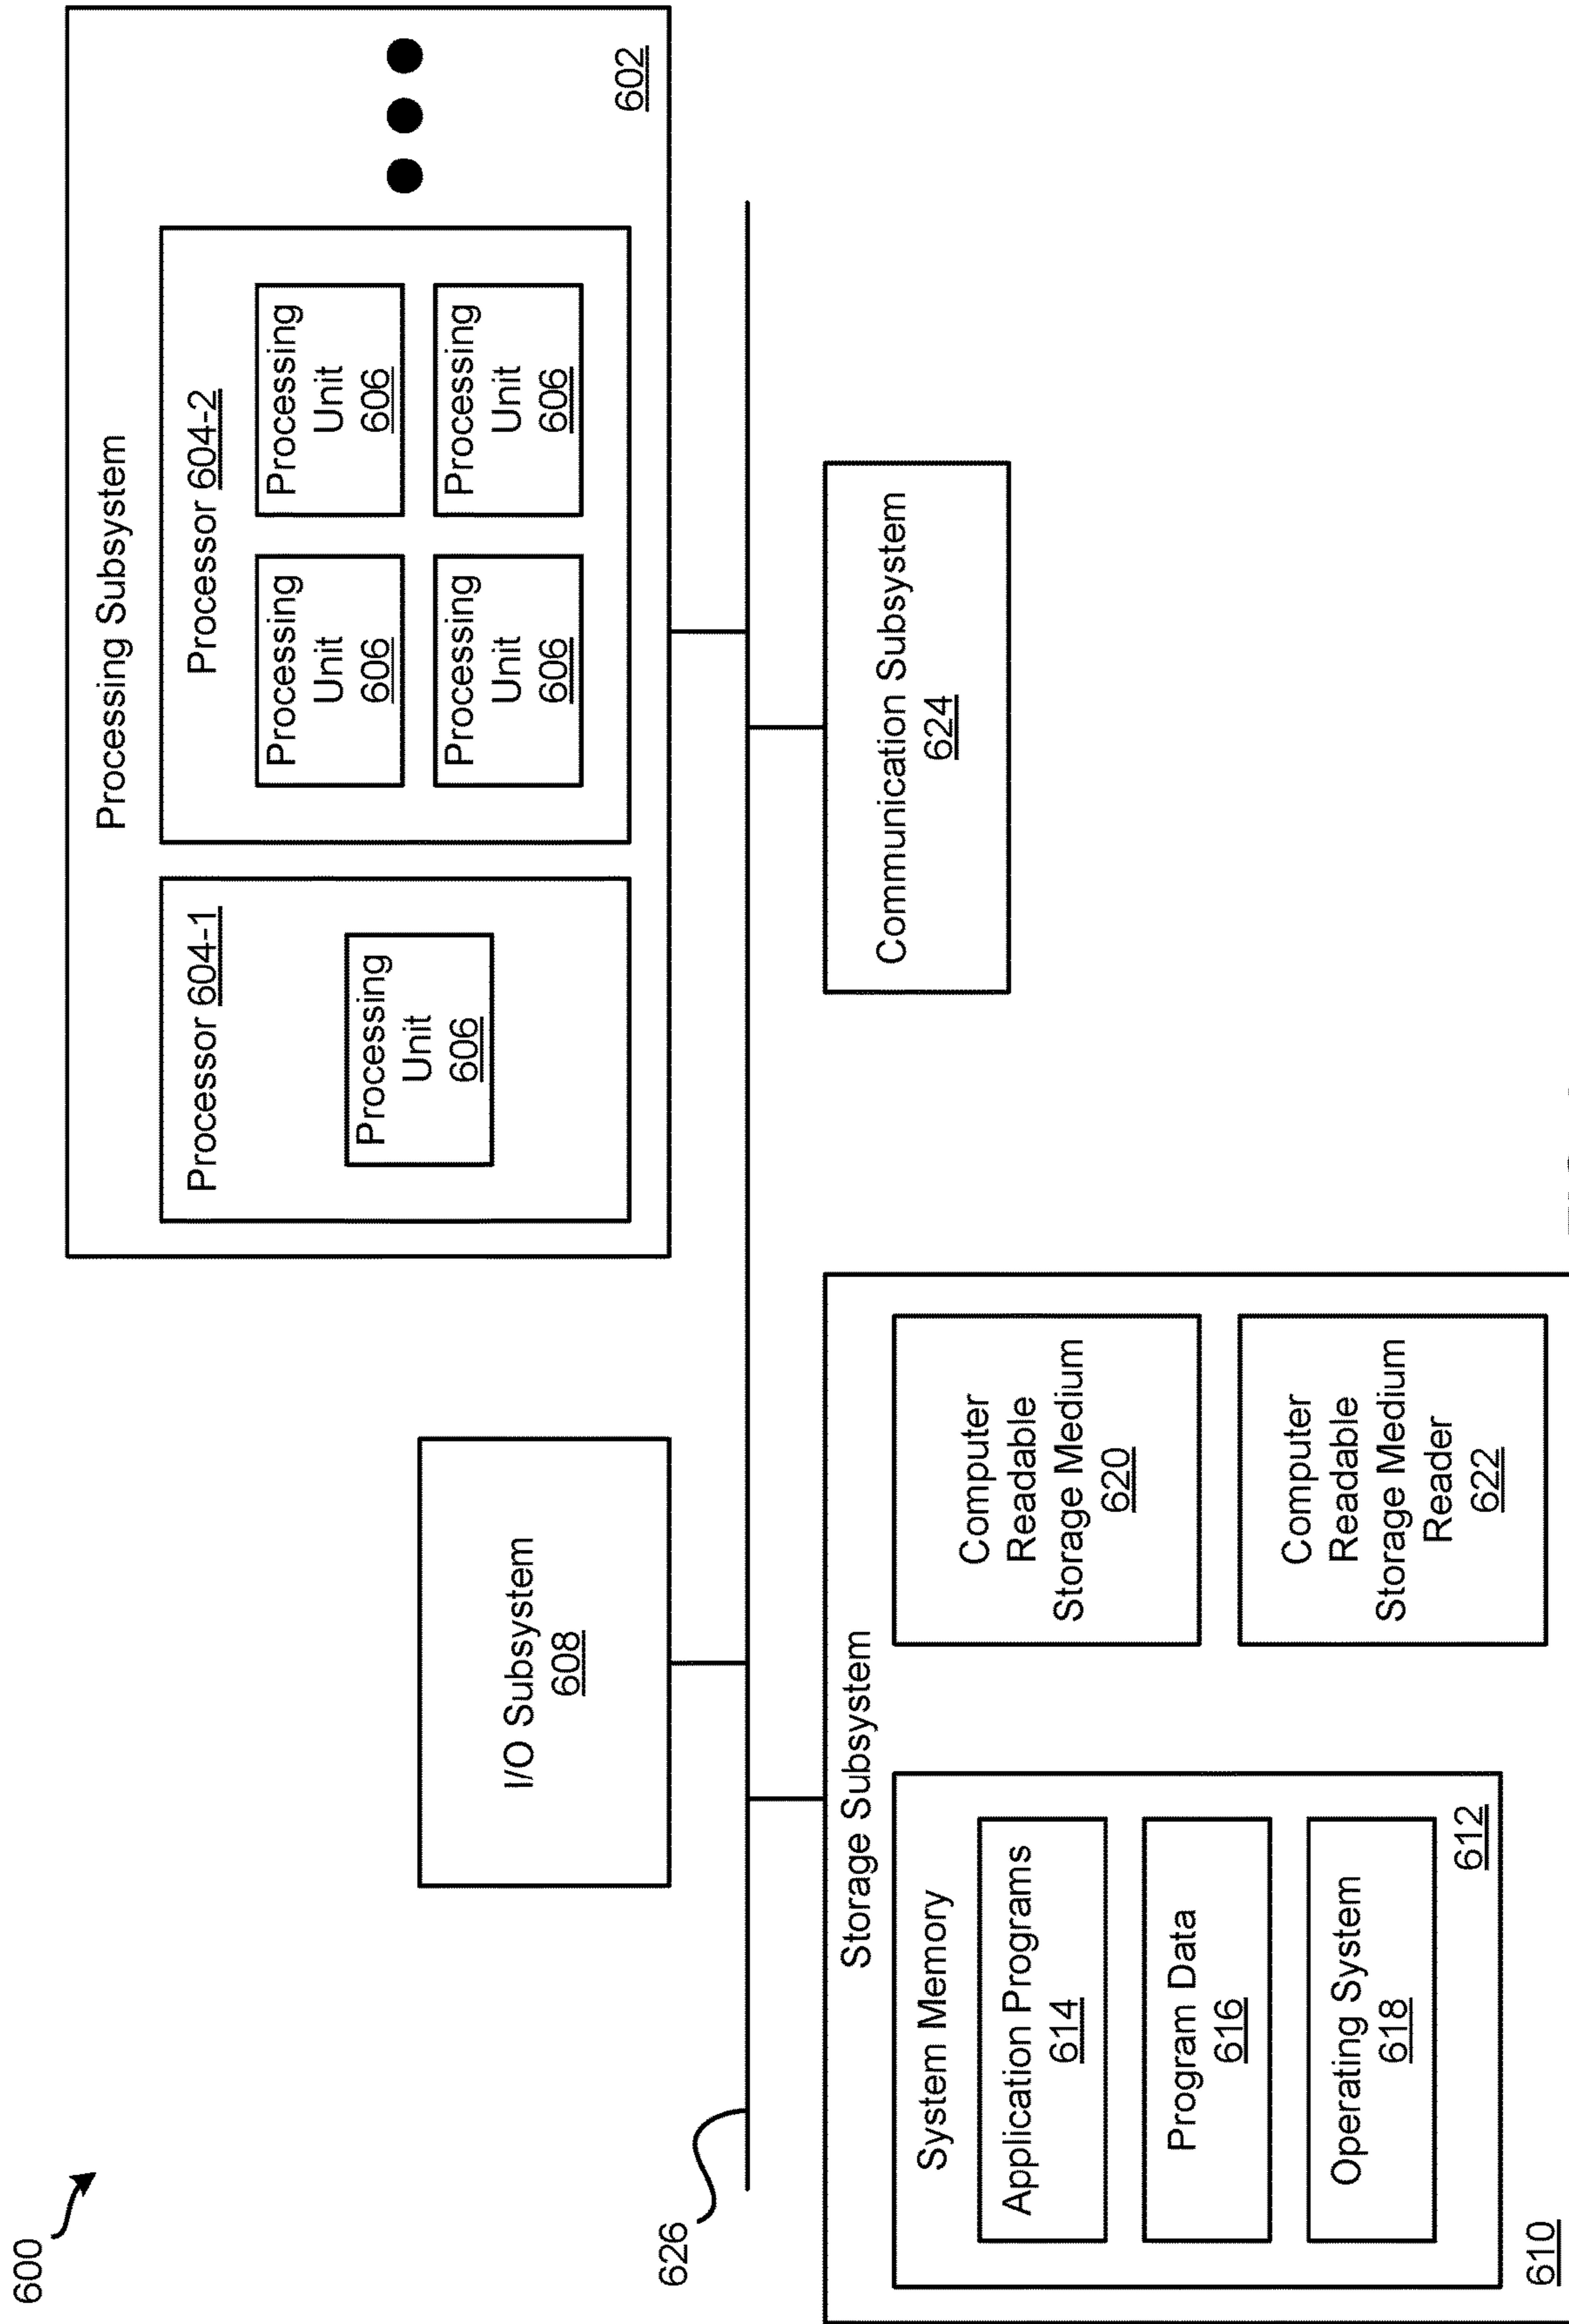 600
Processing Subsystem
Processor 604-1
Processing
Unit
606
Processor 604-2
Processing
Unit
606
Processing
Unit
606
Processing
Unit
606
Processing
Unit
606
602
I/O Subsystem
608
626
Storage Subsystem
System Memory
Application Programs
614
Program Data
616
Operating System
618
612
Computer
Readable
Storage Medium
620
Computer
Readable
Storage Medium
Reader
622
610
Communication Subsystem
624